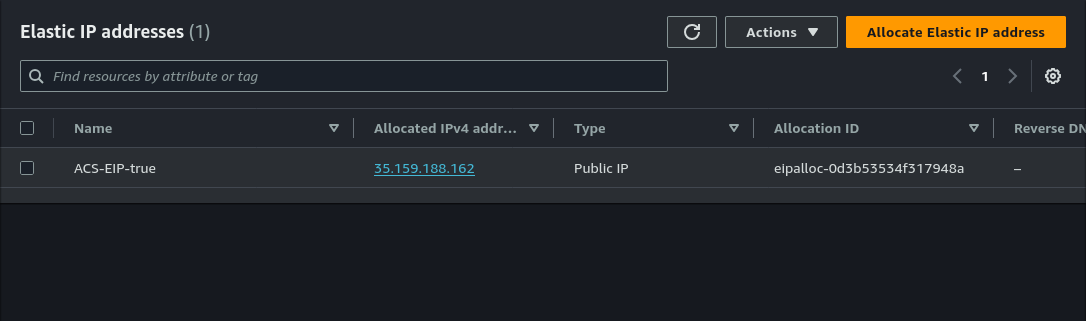 Elastic IP addresses (1)
Actions
Allocate Elastic IP address
Find resources by attribute or tag
1
Name Allocated IPv4 addr... Type Allocation ID Reverse DN
ACS-EIP-true 35.159.188.162 Public IP eipalloc-0d3b53534f317948a –